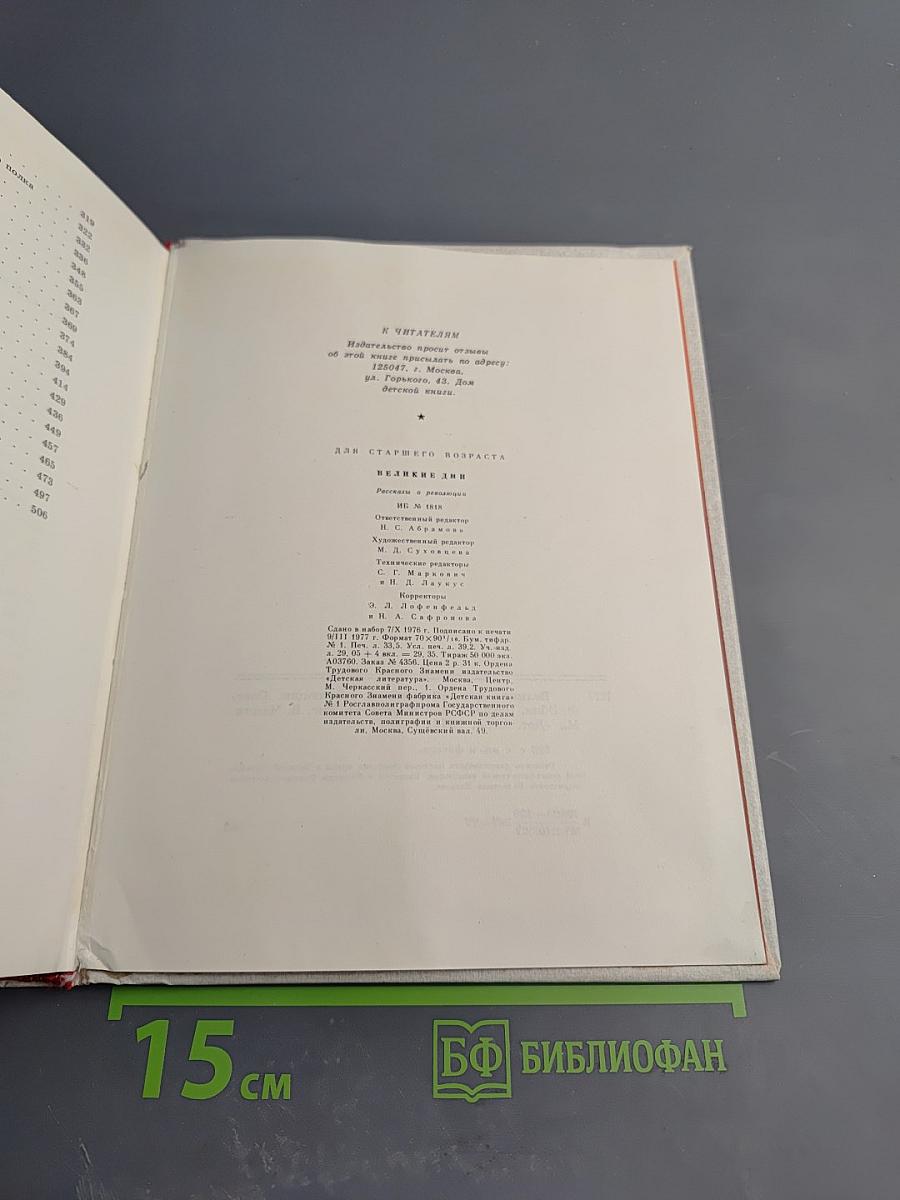 полка
319
322
332
336
348
355
363
367
369
374
384
394
414
429
436
449
457
465
473
497
506
К ЧИТАТЕЛЯМ
Издательство просит отзывы
об этой книге присылать по адресу:
125047, г. Москва,
ул. Горького, 43. Дом
детской книги.
★
ДЛЯ СТАРШЕГО ВОЗРАСТА
ВЕЛИКИЕ ДНИ
Рассказы о революции
ИБ № 1818
Ответственный редактор
Н. С. Абрамова
Художественный редактор
М. Д. Суховцева
Технические редакторы
С. Г. Маркович
и Н. Д. Лаукус
Корректоры
Э. Л. Лофенфельд
и Н. А. Сафронова
Сдано в набор 7/X 1976 г. Подписано к печати
9/III 1977 г. Формат 70×90¹/₁₆. Бум. типогр.
№ 1. Печ. л. 33,5. Усл. печ. л. 39,2. Уч.-изд.
л. 29, 05 + 4 вкл. = 29, 35. Тираж 50 000 экз.
А03760. Заказ № 4356. Цена 2 р. 31 к. Ордена
Трудового Красного Знамени издательство
«Детская литература». Москва, Центр,
М. Черкасский пер., 1. Ордена Трудового
Красного Знамени фабрика «Детская книга»
№ 1 Росглавполиграфпрома Государственного
комитета Совета Министров РСФСР по делам
издательств, полиграфии и книжной торгов-
ли, Москва, Сущёвский вал, 49.
15 см
БФ БИБЛИОФАН